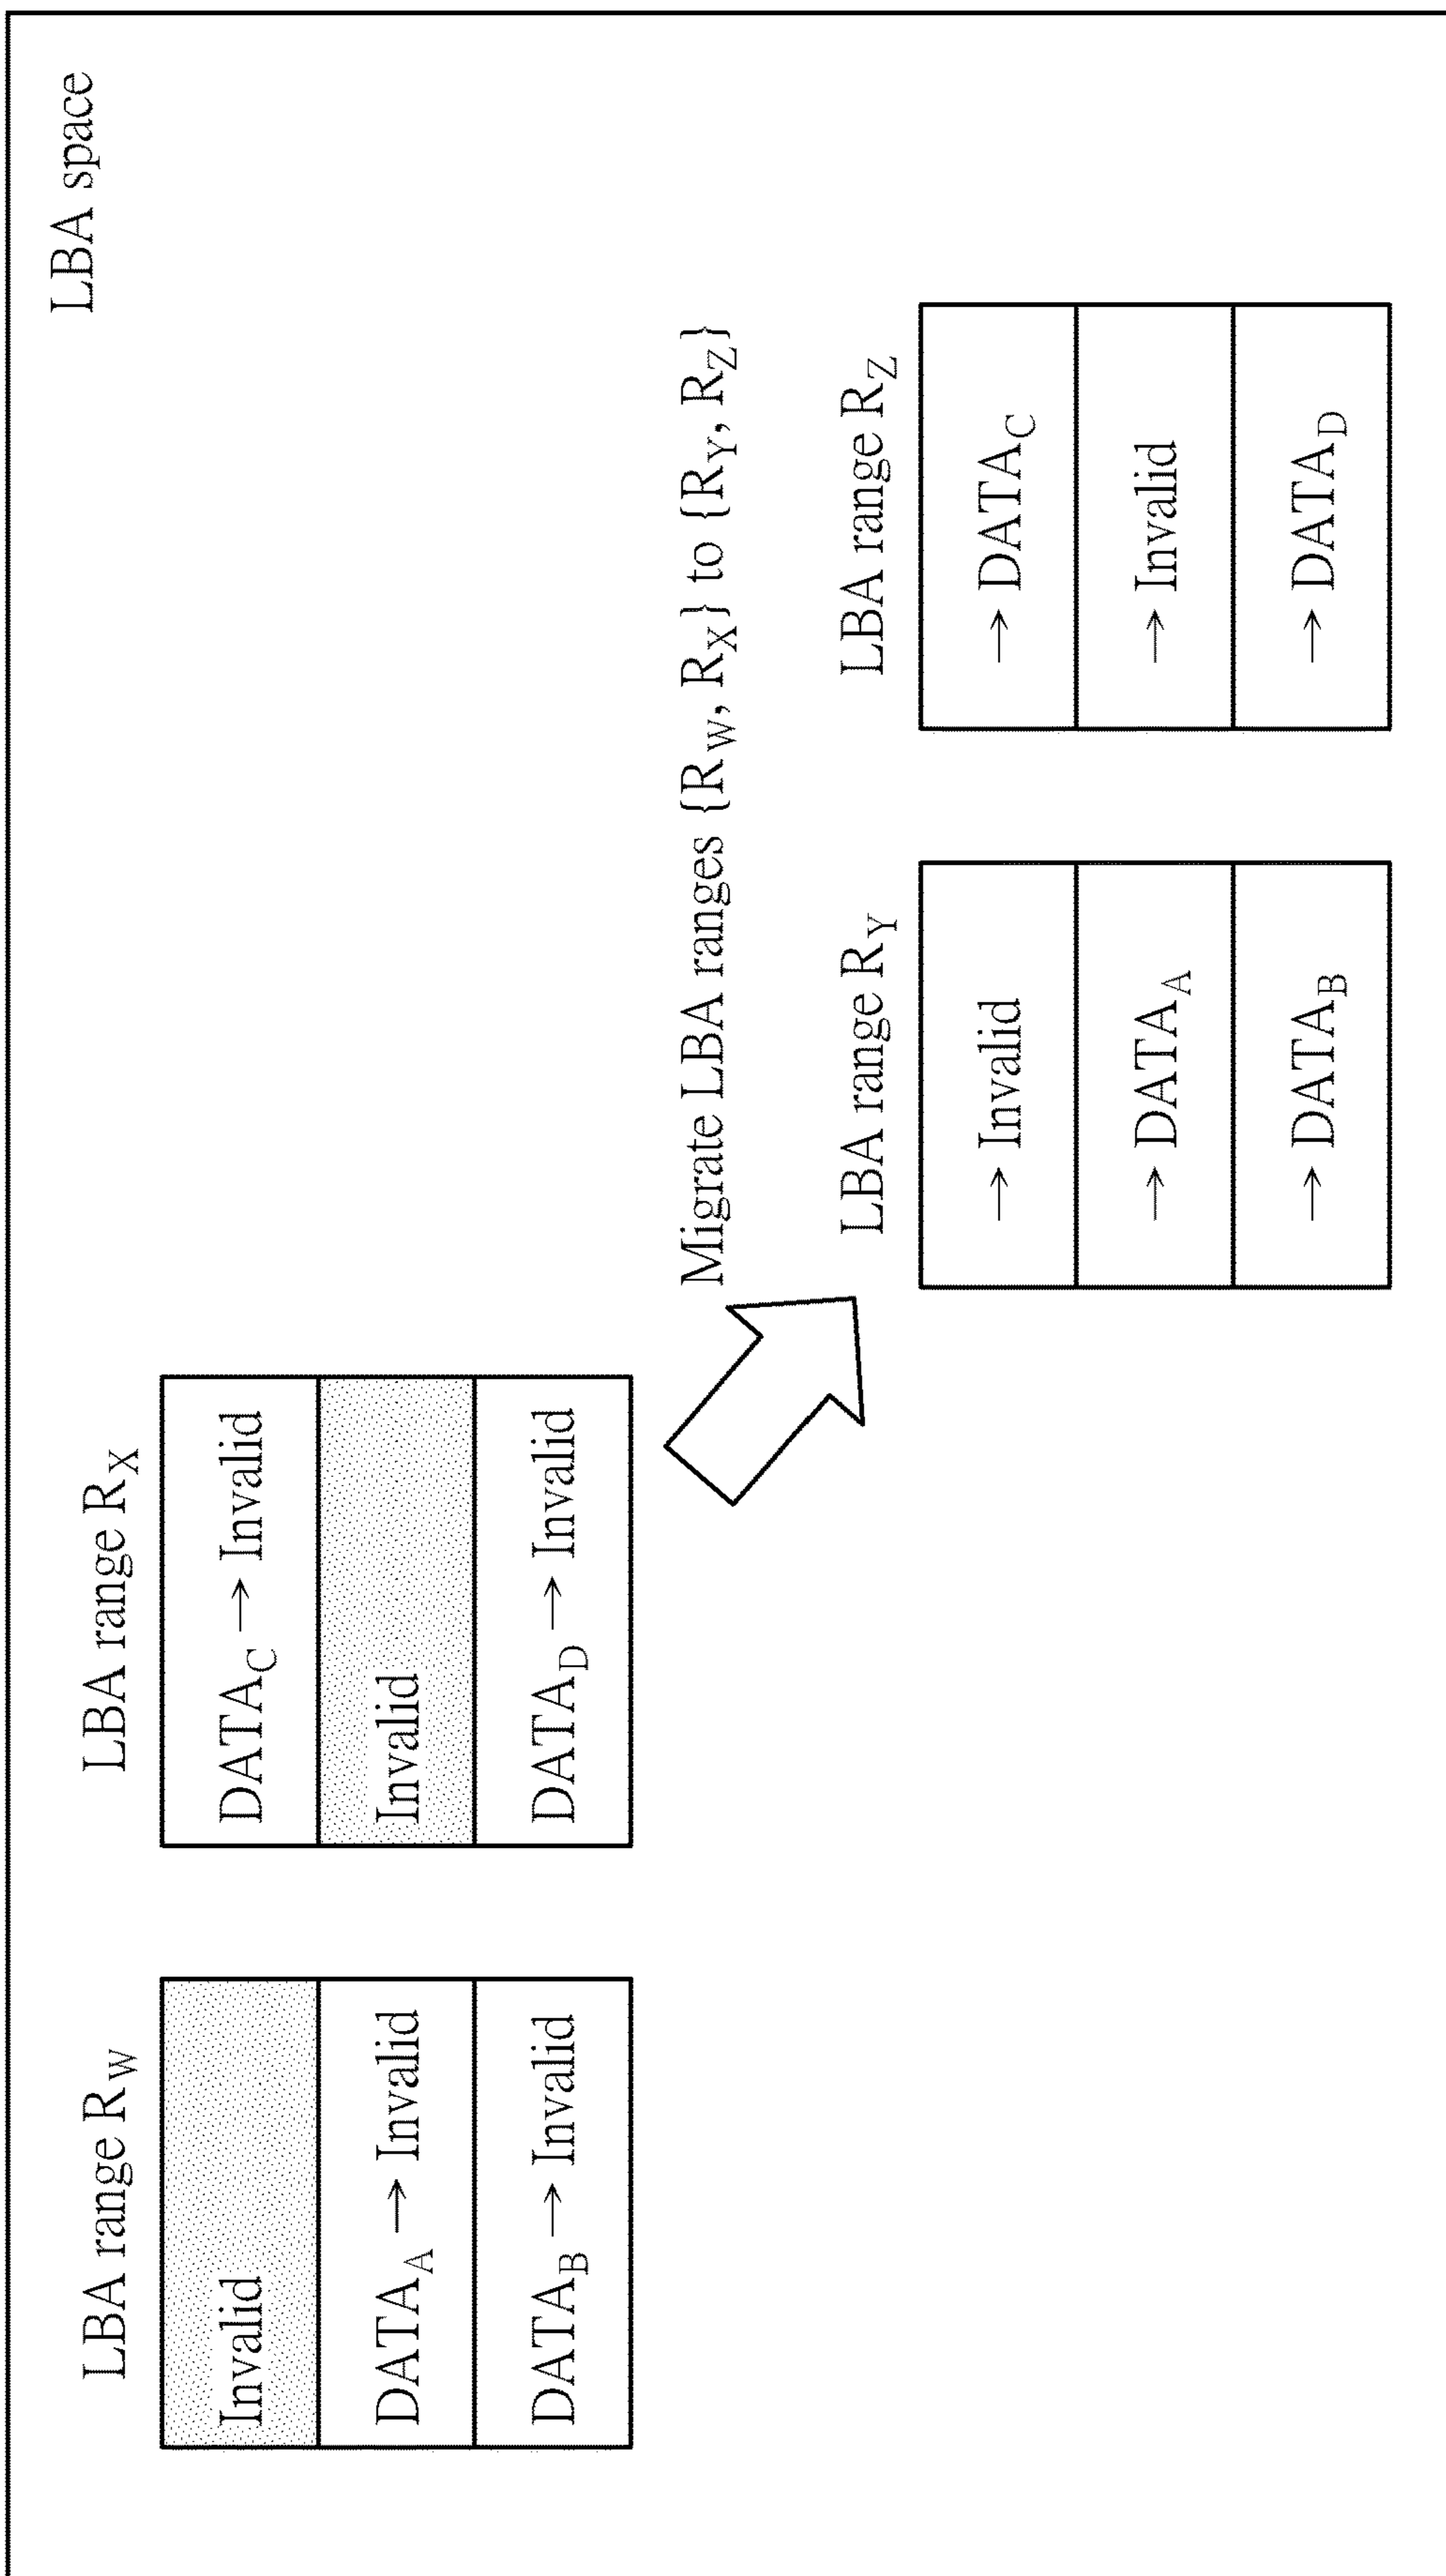 LBA space
LBA range R_W
Invalid
DATA_A → Invalid
DATA_B → Invalid
LBA range R_X
DATA_C → Invalid
Invalid
DATA_D → Invalid
Migrate LBA ranges {R_W, R_X} to {R_Y, R_Z}
LBA range R_Y
→ Invalid
→ DATA_A
→ DATA_B
LBA range R_Z
→ DATA_C
→ Invalid
→ DATA_D